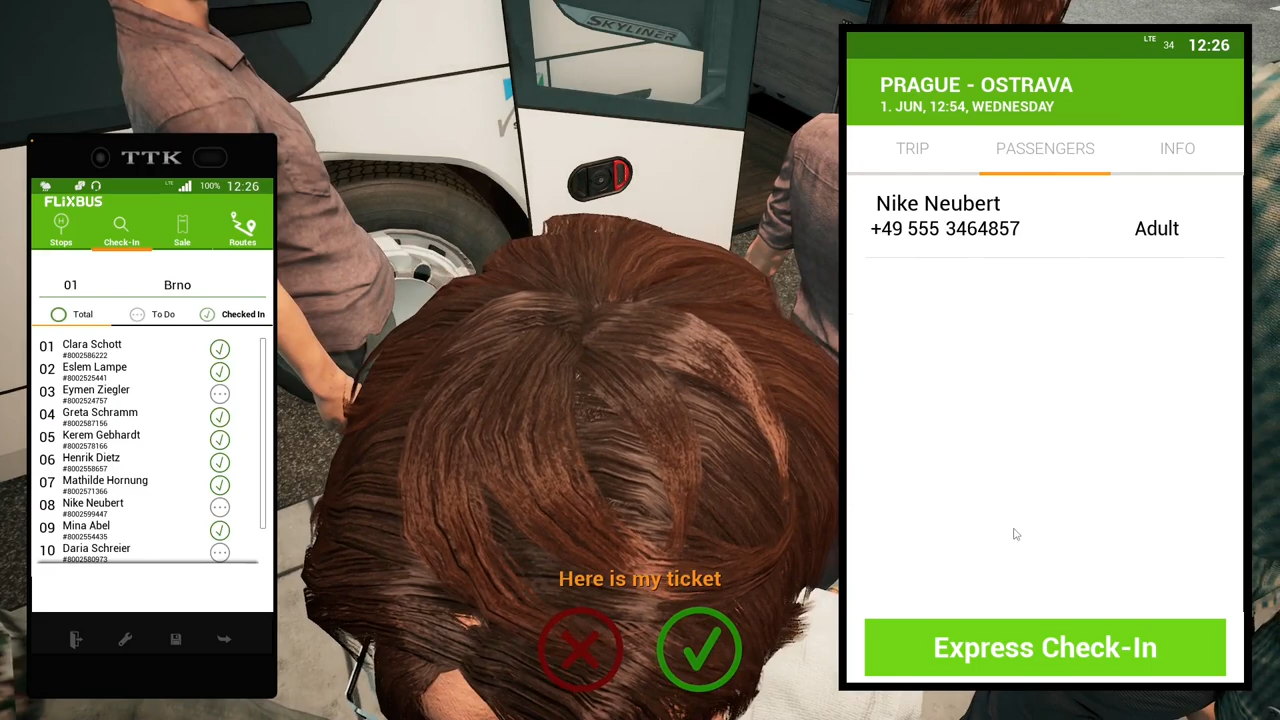 SKYLINER
TTK
LTE 100% 12:26
FLiXBUS
H
Stops Check-In Sale Routes
01 Brno
Total To Do Checked In
01 Clara Schott
#8002586222
02 Eslem Lampe
#8002525441
03 Eymen Ziegler
#8002524757
04 Greta Schramm
#8002587156
05 Kerem Gebhardt
#8002578166
06 Henrik Dietz
#8002558657
07 Mathilde Hornung
#8002571366
08 Nike Neubert
#8002599447
09 Mina Abel
#8002554435
10 Daria Schreier
#8002580973
Here is my ticket
LTE 34 12:26
PRAGUE - OSTRAVA
1. JUN, 12:54, WEDNESDAY
TRIP PASSENGERS INFO
Nike Neubert
+49 555 3464857 Adult
Express Check-In